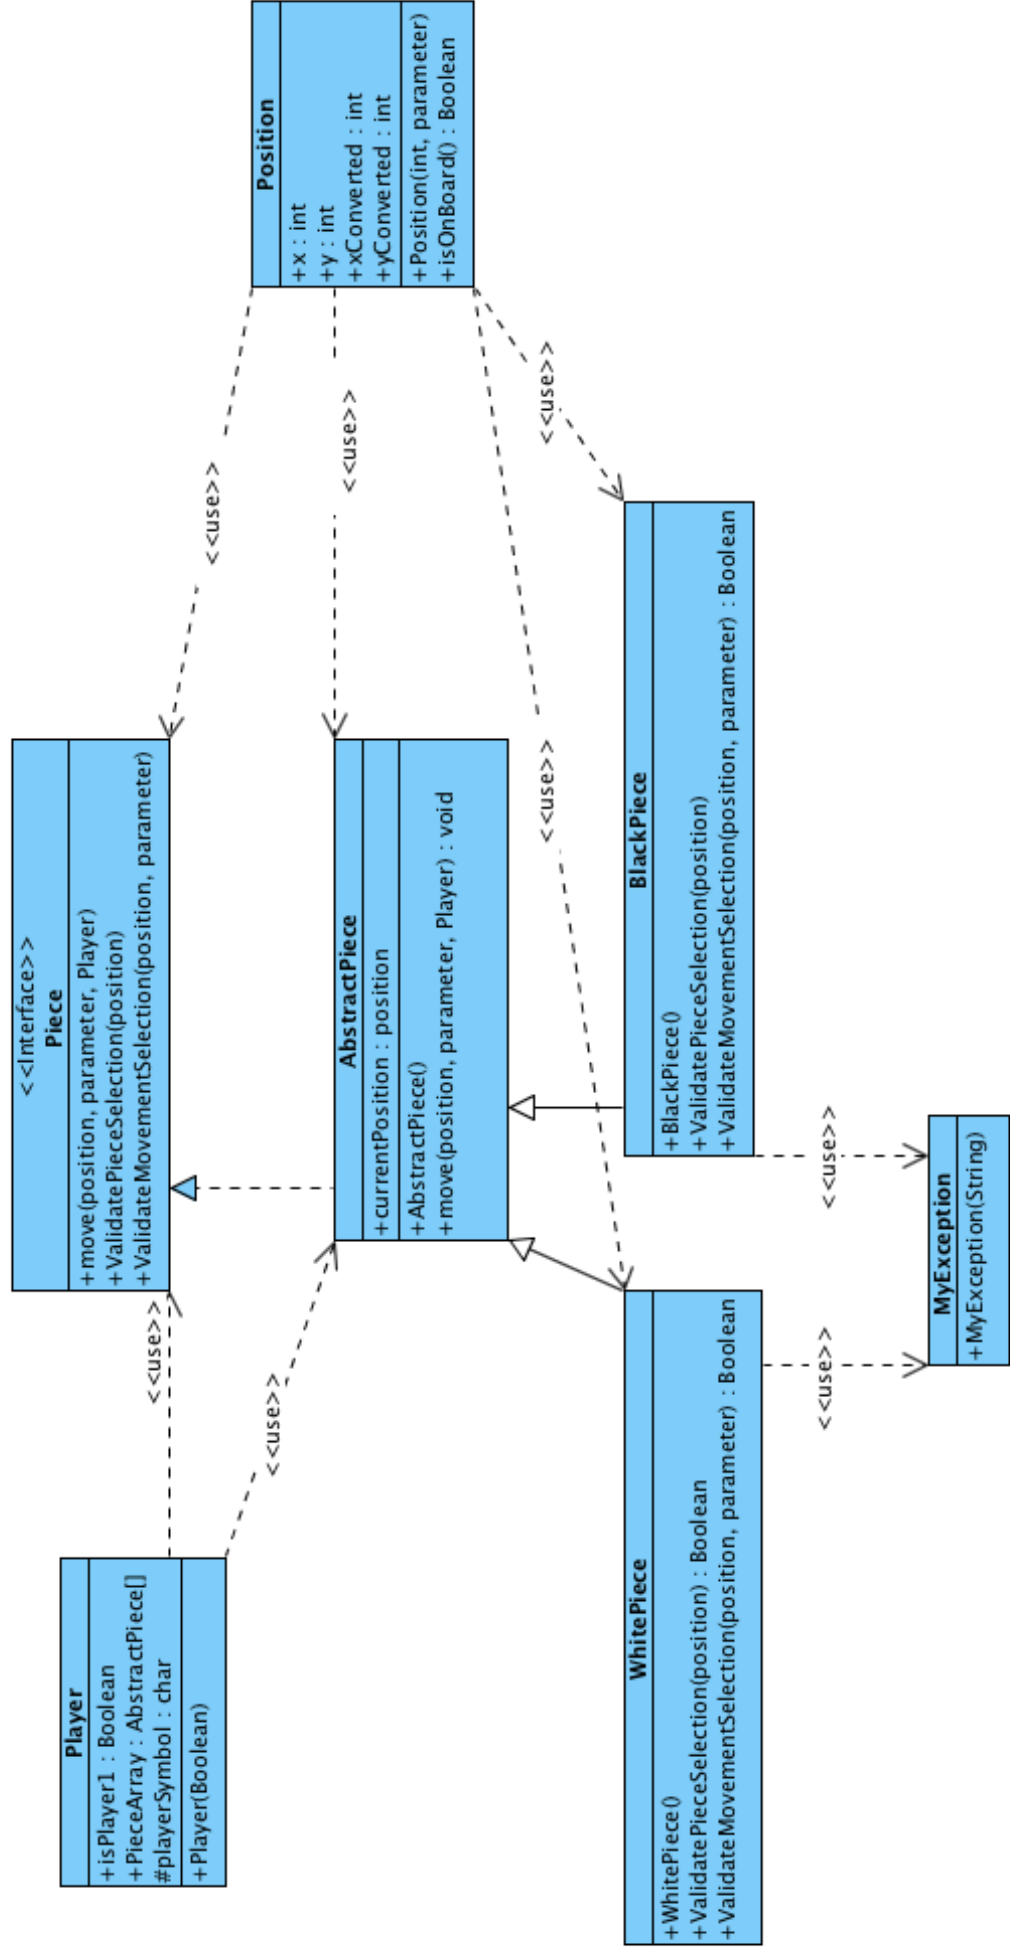 <<Interface>>
Piece
+move(position, parameter, Player)
+ValidatePieceSelection(position)
+ValidateMovementSelection(position, parameter)
Player
+isPlayer1 : Boolean
+PieceArray : AbstractPiece[]
#playerSymbol : char
+Player(Boolean)
<<use>>
<<use>>
<<use>>
<<use>>
Position
+x : int
+y : int
+xConverted : int
+yConverted : int
+Position(int, parameter)
+isOnBoard() : Boolean
AbstractPiece
+currentPosition : position
+AbstractPiece()
+move(position, parameter, Player) : void
<<use>>
<<use>>
WhitePiece
+WhitePiece()
+ValidatePieceSelection(position) : Boolean
+ValidateMovementSelection(position, parameter) : Boolean
BlackPiece
+BlackPiece()
+ValidatePieceSelection(position)
+ValidateMovementSelection(position, parameter) : Boolean
<<use>>
<<use>>
MyException
+MyException(String)